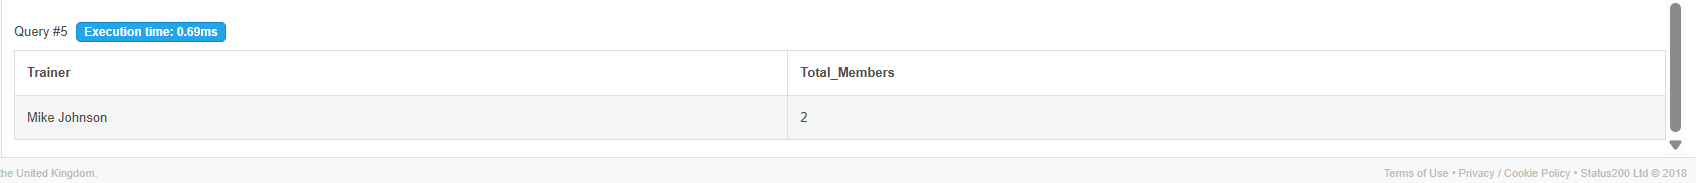 Query #5 Execution time: 0.69ms
Trainer Total_Members
Mike Johnson 2
the United Kingdom. Terms of Use • Privacy / Cookie Policy • Status200 Ltd © 2018